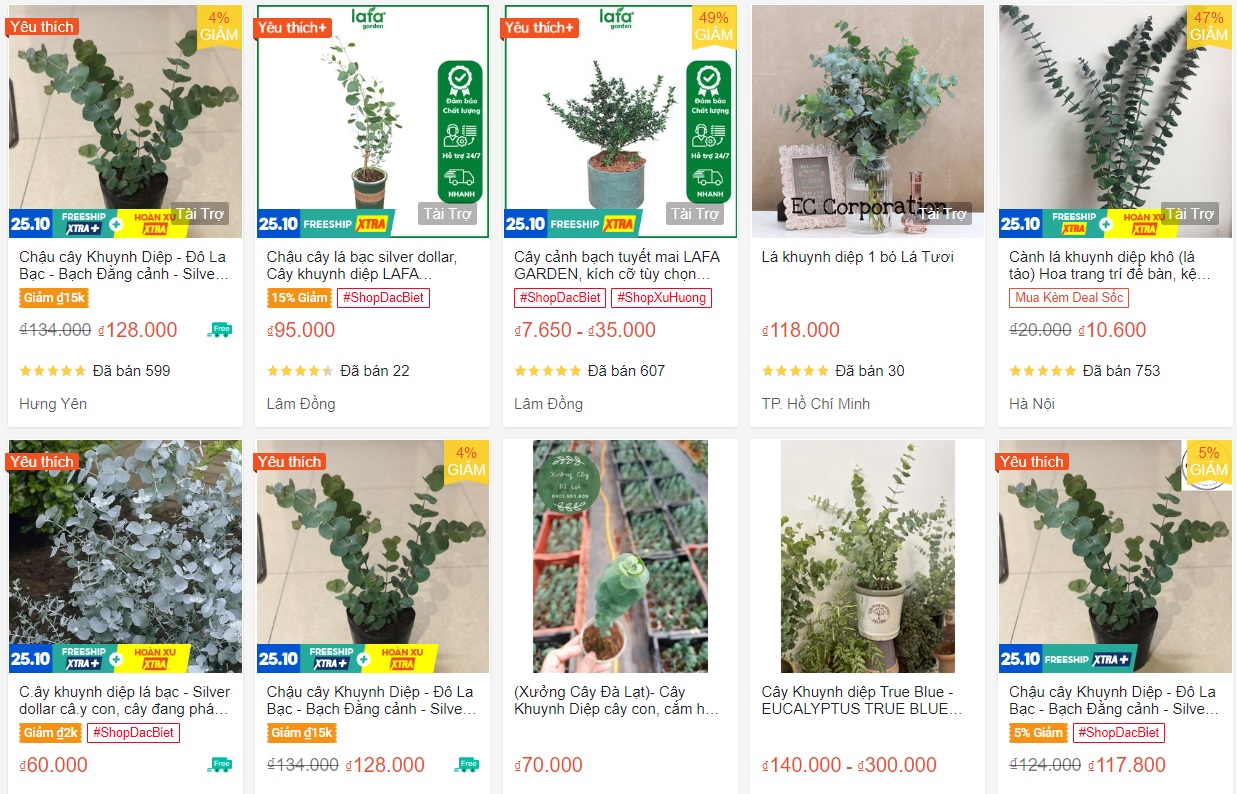 Yêu thích
4%
GIẢM
25.10
FREESHIP
XTRA+
+
HOÀN XU
XTRA
Tài Trợ
Chậu cây Khuynh Diệp - Đô La
Bạc - Bạch Đằng cảnh - Silve...
Giảm ₫15k
₫134.000 ₫128.000
Free
Đã bán 599
Hưng Yên
Yêu thích+
lafa
garden
Đảm bảo
Chất lượng
Hỗ trợ 24/7
NHANH
25.10
FREESHIP XTRA
Tài Trợ
Chậu cây lá bạc silver dollar,
Cây khuynh diệp LAFA...
15% Giảm
#ShopDacBiet
₫95.000
Đã bán 22
Lâm Đồng
Yêu thích+
lafa
garden
49%
GIẢM
Đảm bảo
Chất lượng
Hỗ trợ 24/7
NHANH
25.10
FREESHIP XTRA
Tài Trợ
Cây cảnh bạch tuyết mai LAFA
GARDEN, kích cỡ tùy chọn...
#ShopDacBiet
#ShopXuHuong
₫7.650 - ₫35.000
Đã bán 607
Lâm Đồng
EC Corporation
Tài Trợ
Lá khuynh diệp 1 bó Lá Tươi
₫118.000
Đã bán 30
TP. Hồ Chí Minh
47%
GIẢM
25.10
FREESHIP
XTRA+
+
HOÀN XU
XTRA
Tài Trợ
Cành lá khuynh diệp khô (lá
táo) Hoa trang trí để bàn, kệ...
Mua Kèm Deal Sốc
₫20.000 ₫10.600
Đã bán 753
Hà Nội
Yêu thích
25.10
FREESHIP
XTRA+
+
HOÀN XU
XTRA
C.ây khuynh diệp lá bạc - Silver
dollar câ.y con, cây đang phá...
Giảm ₫2k
#ShopDacBiet
₫60.000
Free
Yêu thích
4%
GIẢM
25.10
FREESHIP
XTRA+
+
HOÀN XU
XTRA
Chậu cây Khuynh Diệp - Đô La
Bạc - Bạch Đằng cảnh - Silve...
Giảm ₫15k
₫134.000 ₫128.000
Free
Xưởng Cây
Đà Lạt
(Xưởng Cây Đà Lạt)- Cây
Khuynh Diệp cây con, cắm h...
₫70.000
Cây Khuynh diệp True Blue -
EUCALYPTUS TRUE BLUE...
₫140.000 - ₫300.000
Yêu thích
5%
GIẢM
25.10
FREESHIP XTRA+
Chậu cây Khuynh Diệp - Đô La
Bạc - Bạch Đằng cảnh - Silve...
5% Giảm
#ShopDacBiet
₫124.000 ₫117.800